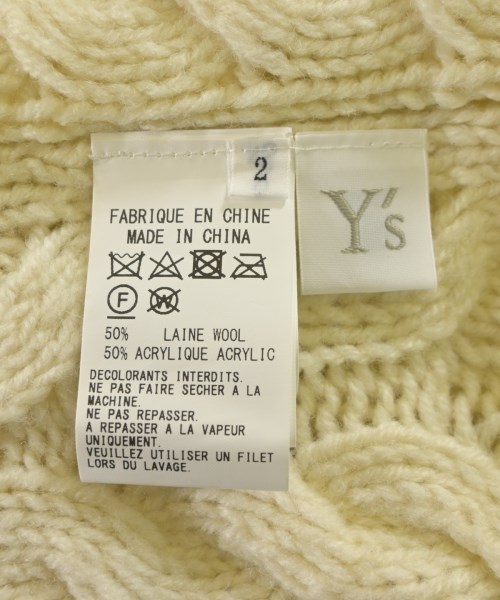 2
Y's
FABRIQUE EN CHINE
MADE IN CHINA
F W
50% LAINE WOOL
50% ACRYLIQUE ACRYLIC
DECOLORANTS INTERDITS.
NE PAS FAIRE SECHER A LA
MACHINE.
NE PAS REPASSER.
A REPASSER A LA VAPEUR
UNIQUEMENT.
VEUILLEZ UTILISER UN FILET
LORS DU LAVAGE.